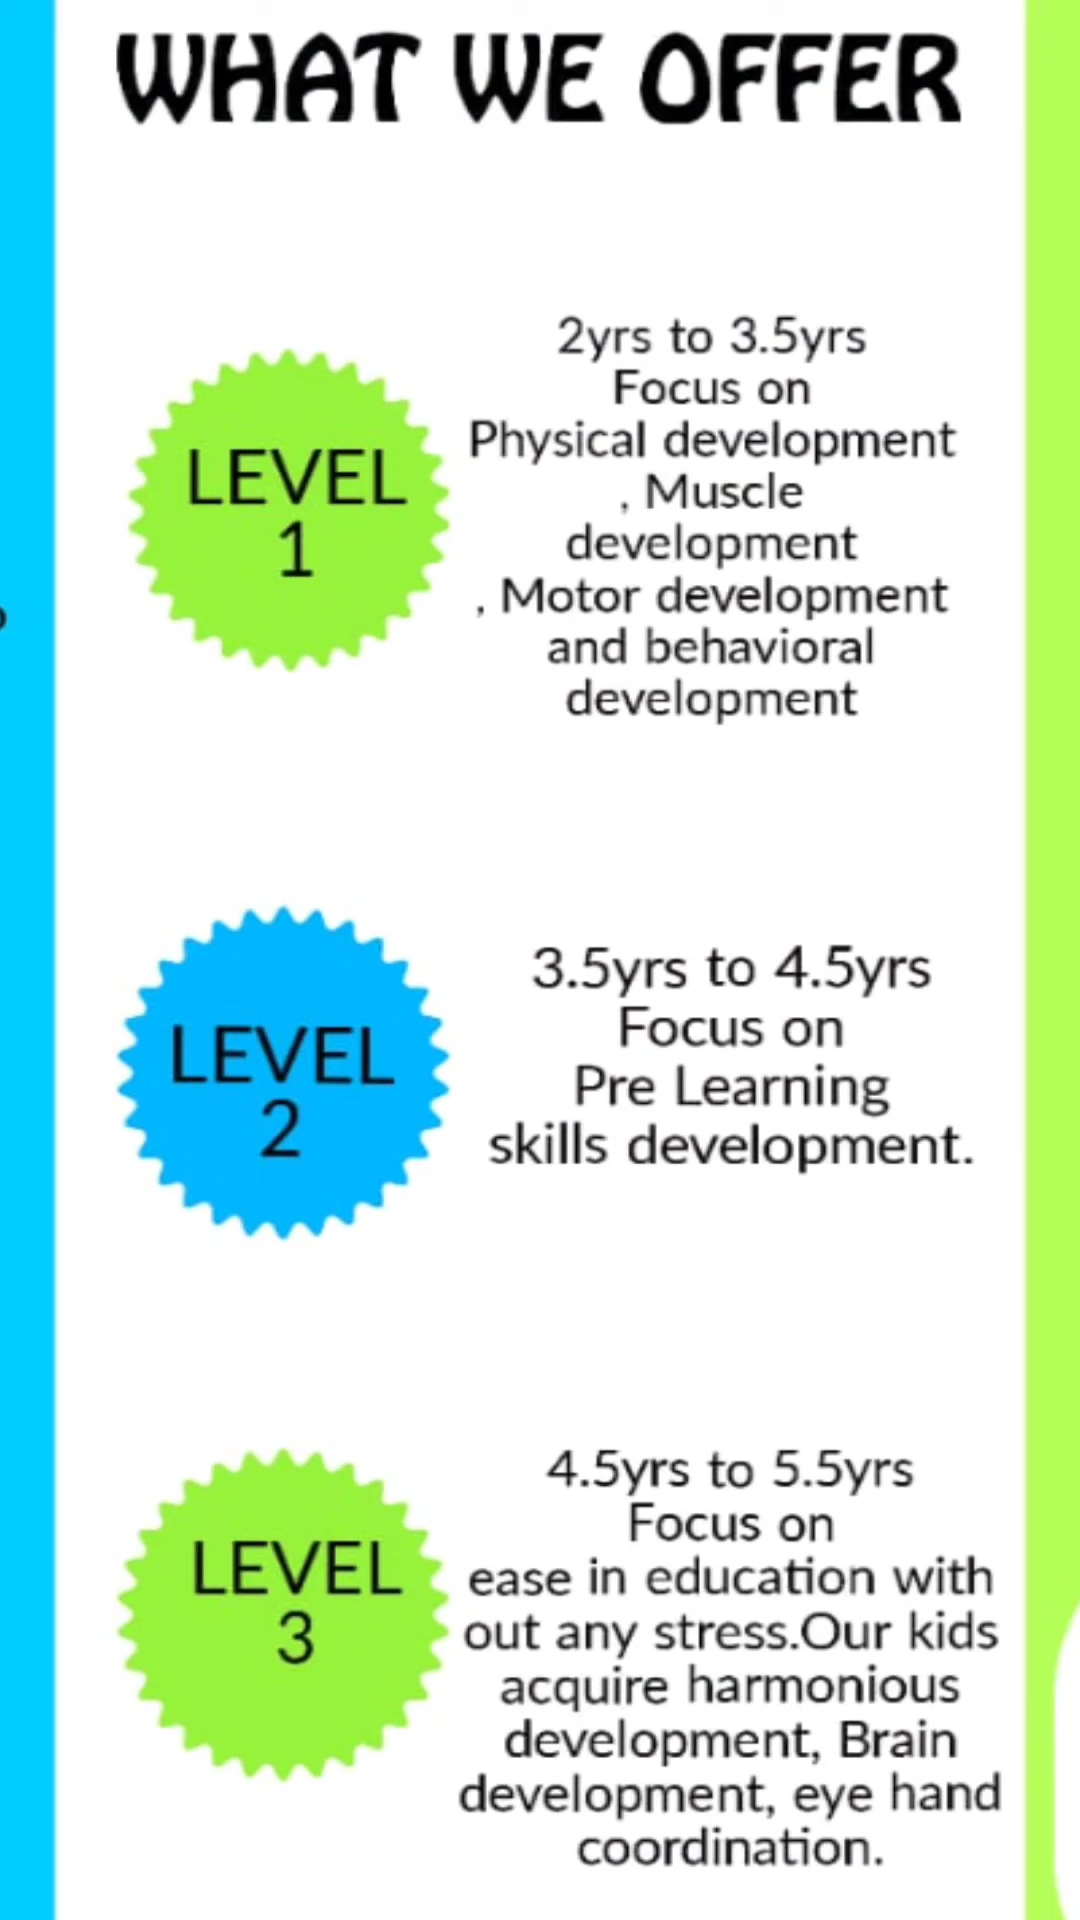 WHAT WE OFFER
LEVEL
1
2yrs to 3.5yrs
Focus on
Physical development
, Muscle
development
, Motor development
and behavioral
development
LEVEL
2
3.5yrs to 4.5yrs
Focus on
Pre Learning
skills development.
LEVEL
3
4.5yrs to 5.5yrs
Focus on
ease in education with
out any stress.Our kids
acquire harmonious
development, Brain
development, eye hand
coordination.